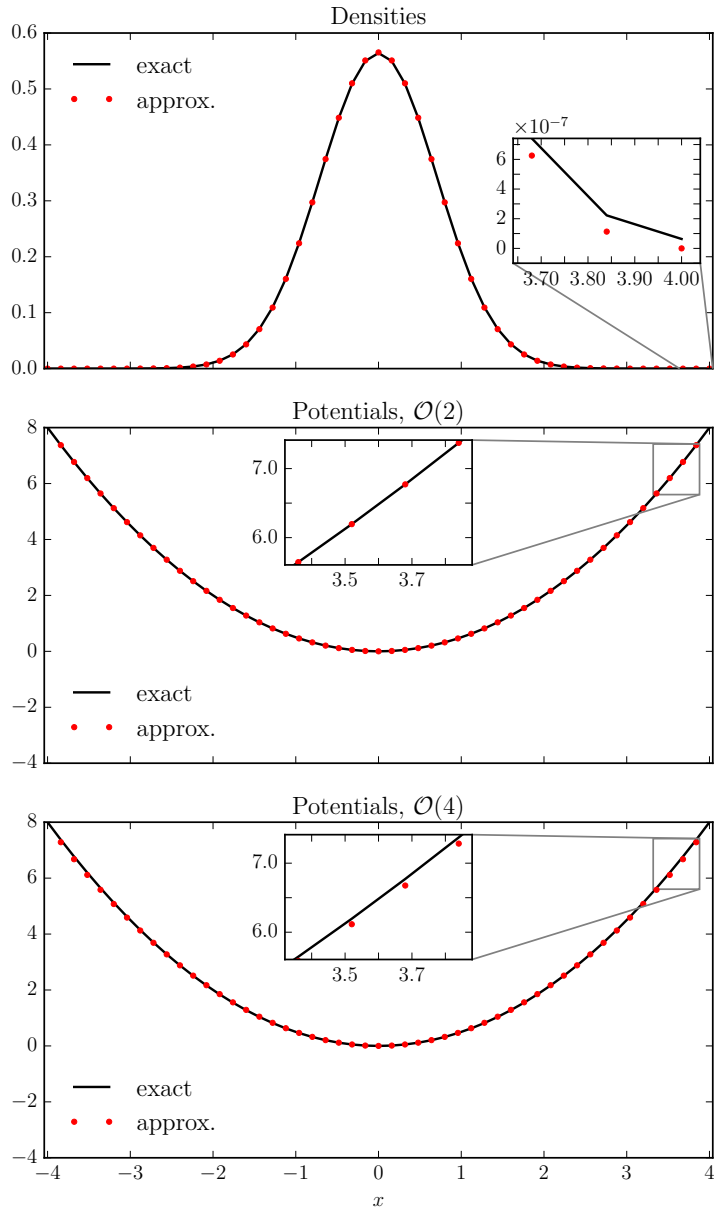 Densities
0.6
0.5
0.4
0.3
0.2
0.1
0.0
exact
approx.
×10⁻⁷
6
4
2
0
3.70 3.80 3.90 4.00
Potentials, 𝒪(2)
8
6
4
2
0
−2
−4
7.0
6.0
3.5 3.7
exact
approx.
Potentials, 𝒪(4)
8
6
4
2
0
−2
−4
7.0
6.0
3.5 3.7
exact
approx.
−4 −3 −2 −1 0 1 2 3 4
x